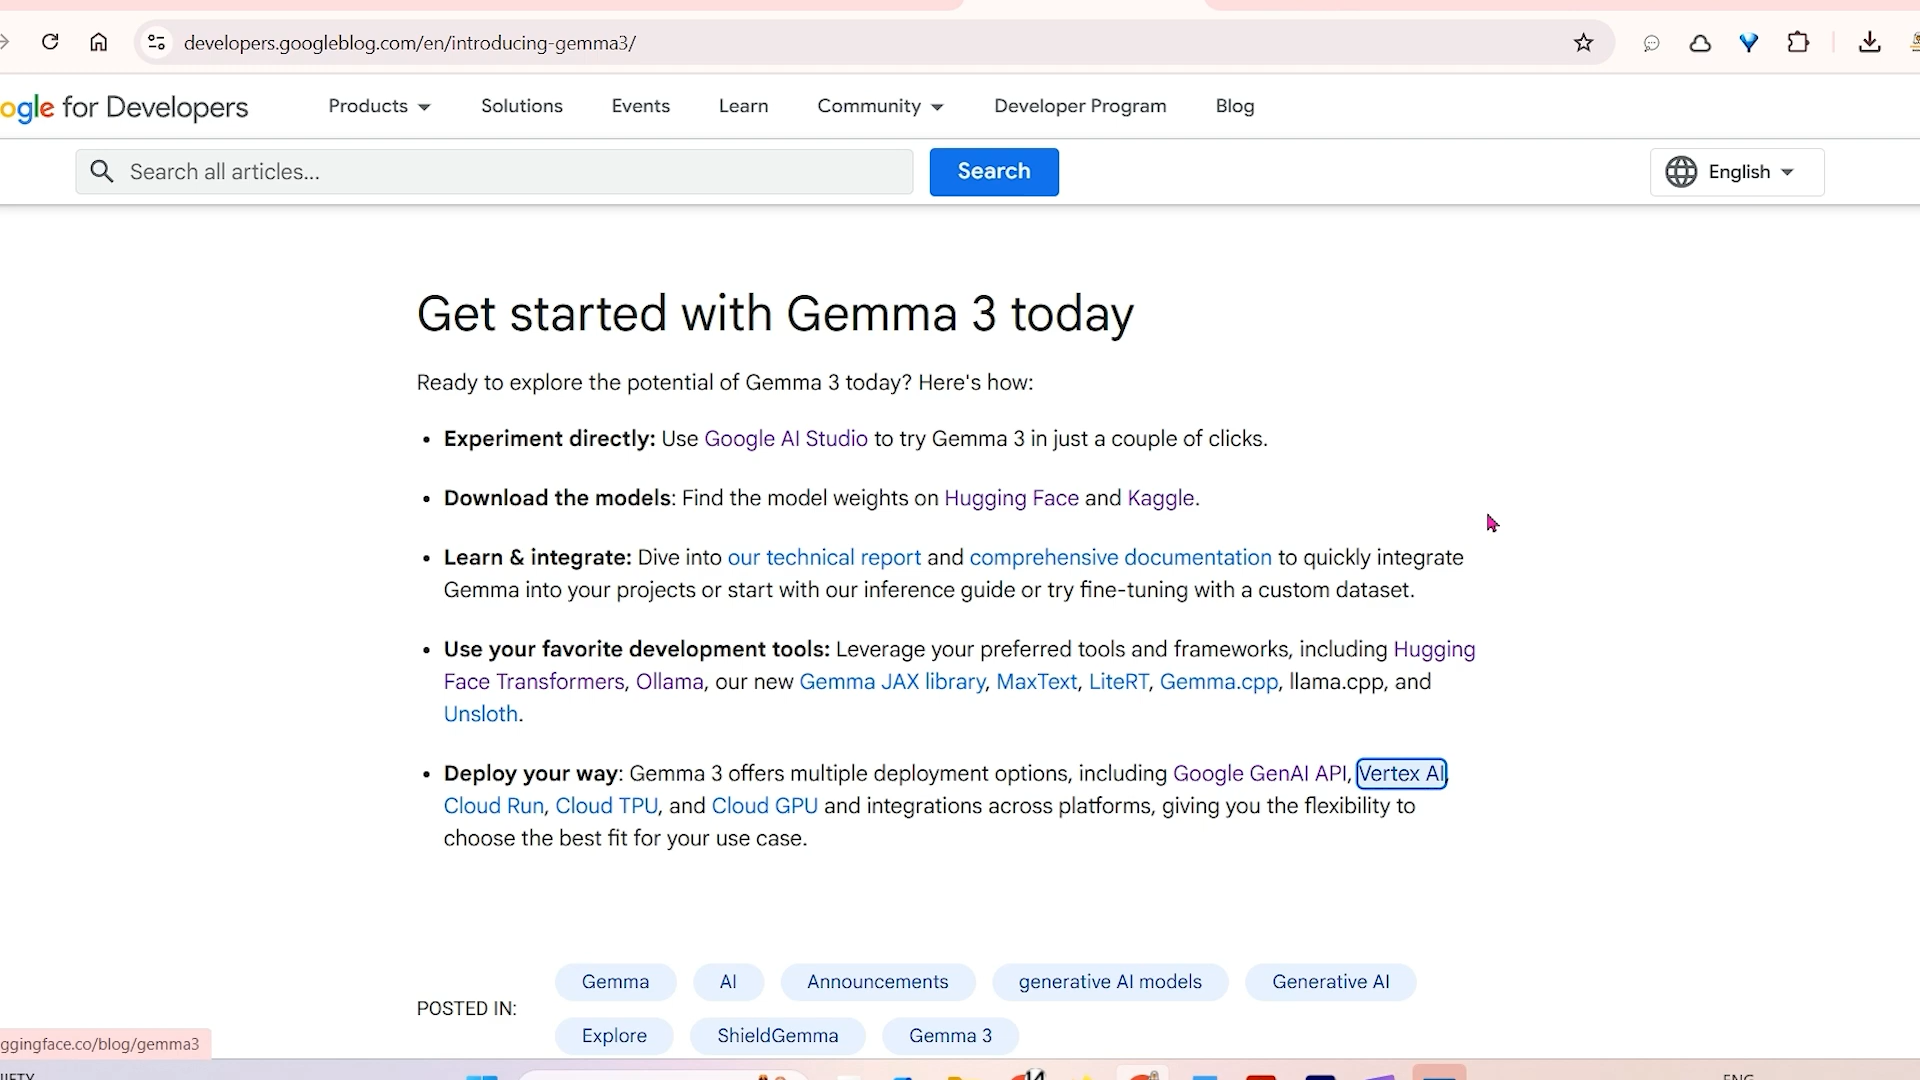 developers.googleblog.com/en/introducing-gemma3/
ogle for Developers
Products
Solutions
Events
Learn
Community
Developer Program
Blog
Search all articles...
Search
English
Get started with Gemma 3 today
Ready to explore the potential of Gemma 3 today? Here's how:
• Experiment directly: Use Google AI Studio to try Gemma 3 in just a couple of clicks.
• Download the models: Find the model weights on Hugging Face and Kaggle.
• Learn & integrate: Dive into our technical report and comprehensive documentation to quickly integrate
Gemma into your projects or start with our inference guide or try fine-tuning with a custom dataset.
• Use your favorite development tools: Leverage your preferred tools and frameworks, including Hugging
Face Transformers, Ollama, our new Gemma JAX library, MaxText, LiteRT, Gemma.cpp, llama.cpp, and
Unsloth.
• Deploy your way: Gemma 3 offers multiple deployment options, including Google GenAI API, Vertex AI,
Cloud Run, Cloud TPU, and Cloud GPU and integrations across platforms, giving you the flexibility to
choose the best fit for your use case.
POSTED IN:
Gemma
AI
Announcements
generative AI models
Generative AI
Explore
ShieldGemma
Gemma 3
ggingface.co/blog/gemma3
ENG